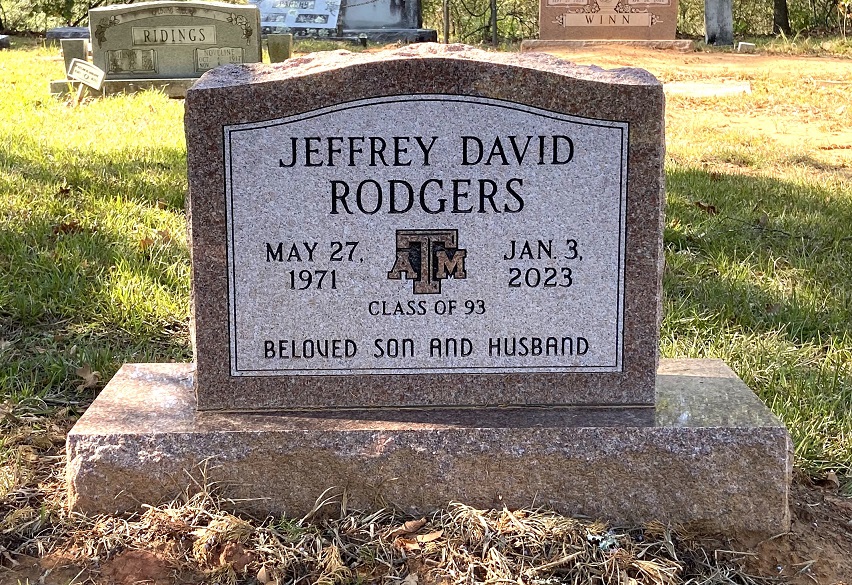 RIDINGS
WINN
JEFFREY DAVID
RODGERS
MAY 27,
1971
ATM
JAN. 3,
2023
CLASS OF 93
BELOVED SON AND HUSBAND